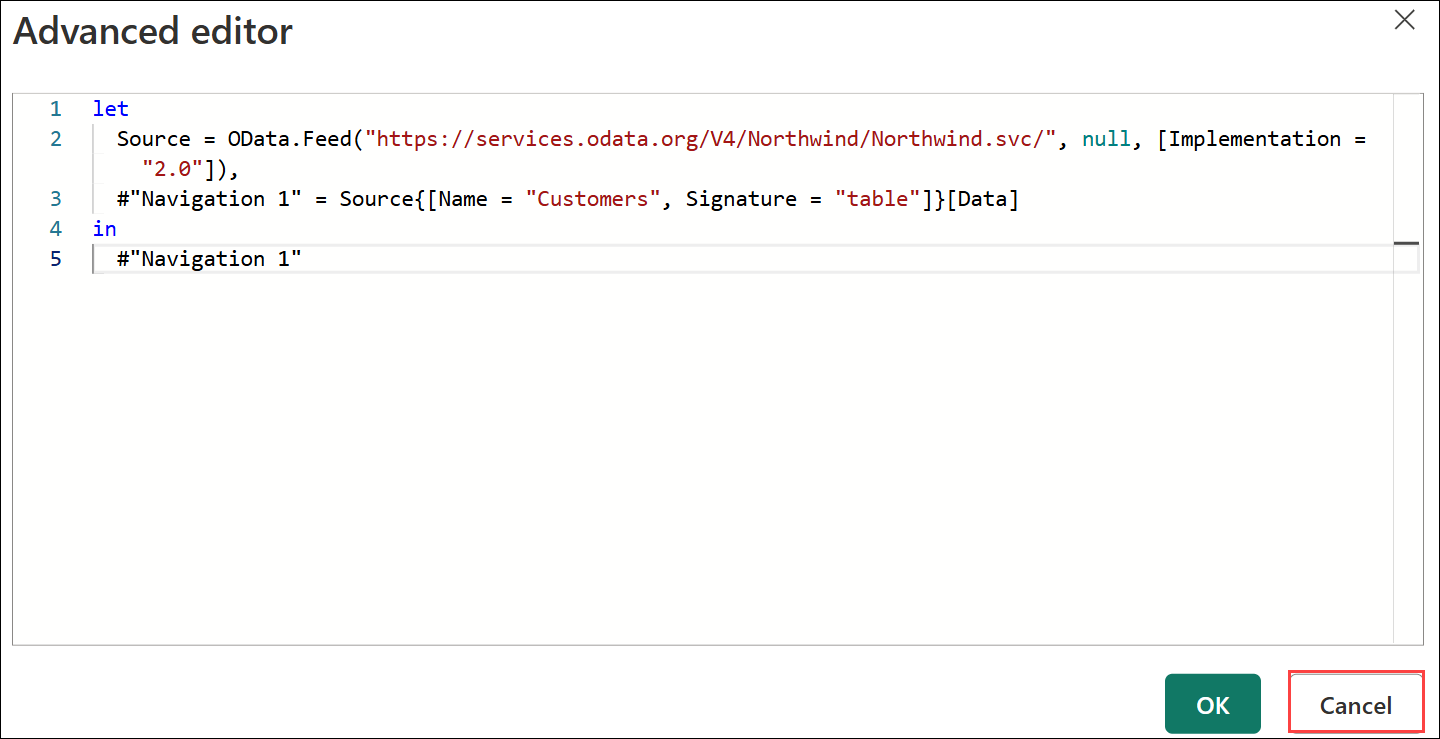 Advanced editor
1 let
2 Source = OData.Feed("https://services.odata.org/V4/Northwind/Northwind.svc/", null, [Implementation =
"2.0"]),
3 #"Navigation 1" = Source{[Name = "Customers", Signature = "table"]}[Data]
4 in
5 #"Navigation 1"
OK Cancel